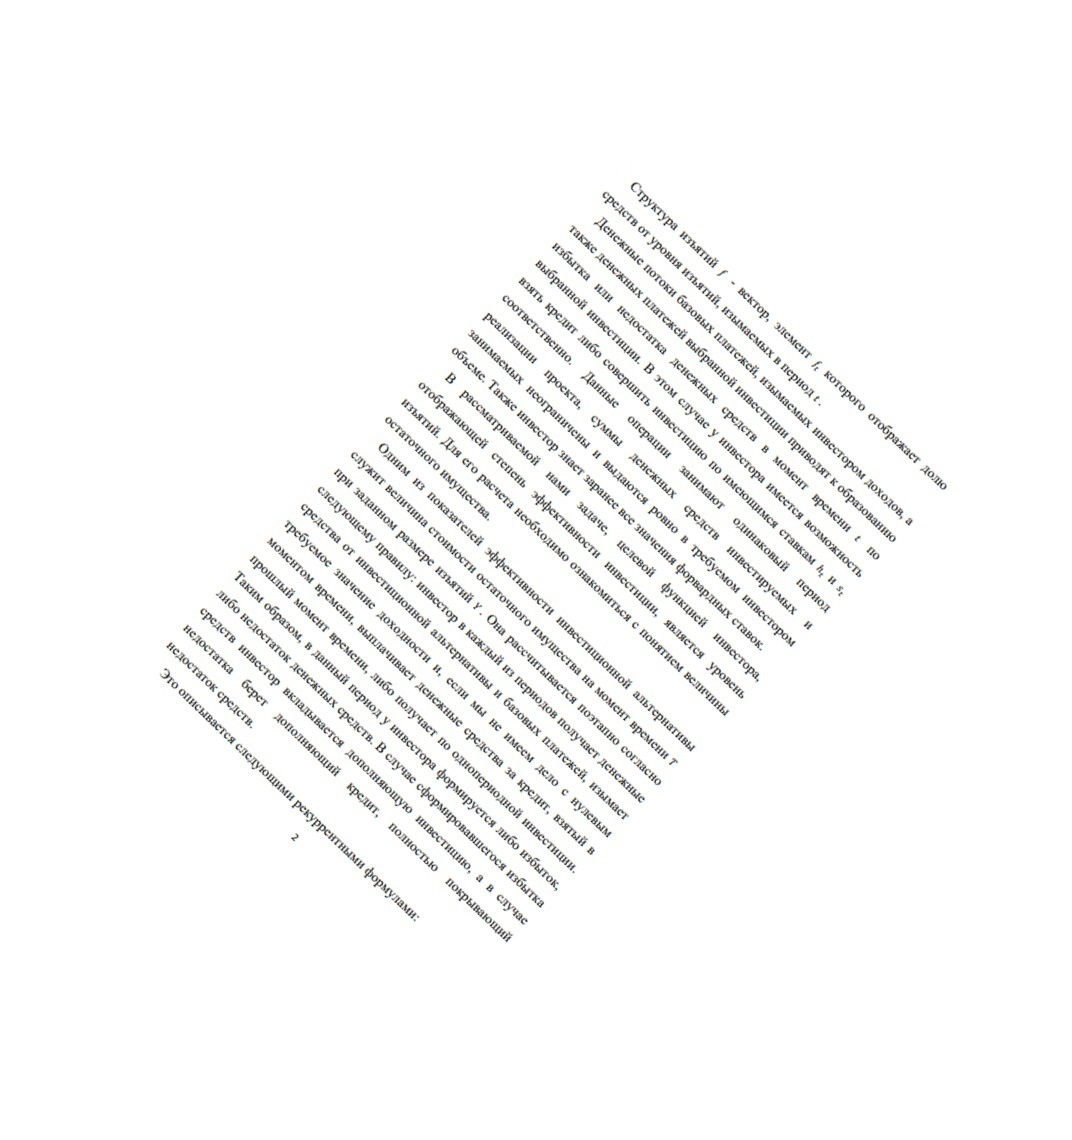 Структура изъятий f - вектор, элемент fₜ которого отображает долю
средств от уровня изъятий, изымаемых в период t.
Денежные потоки базовых платежей, изымаемых инвестором доходов, а
также денежных платежей выбранной инвестиции приводят к образованию
избытка или недостатка денежных средств в момент времени t по
выбранной инвестиции. В этом случае у инвестора имеется возможность
взять кредит либо совершить инвестицию по имеющимся ставкам hₜ и sₜ
соответственно. Данные операции занимают одинаковый период
реализации проекта, суммы денежных средств инвестируемых и
занимаемых неограничены и выдаются ровно в требуемом инвестором
объеме. Также инвестор знает заранее все значения форвардных ставок.
В рассматриваемой нами задаче, целевой функцией инвестора,
отображающей степень эффективности инвестиции, является уровень
изъятий. Для его расчета необходимо ознакомиться с понятием величины
остаточного имущества.
Одним из показателей эффективности инвестиционной альтернативы
служит величина стоимости остаточного имущества на момент времени T
при заданном размере изъятий Y. Она рассчитывается поэтапно согласно
следующему правилу: инвестор в каждый из периодов получает денежные
средства от инвестиционной альтернативы и базовых платежей, изымает
требуемое значение доходности и, если мы не имеем дело с нулевым
моментом времени, выплачивает денежные средства за кредит, взятый в
прошлый момент времени, либо получает по однопериодной инвестиции.
Таким образом, в данный период у инвестора формируется либо избыток,
либо недостаток денежных средств. В случае сформировавшегося избытка
средств инвестор вкладывается дополняющую инвестицию, а в случае
недостатка берет дополняющий кредит, полностью покрывающий
недостаток средств.
Это описывается следующими рекуррентными формулами:
2